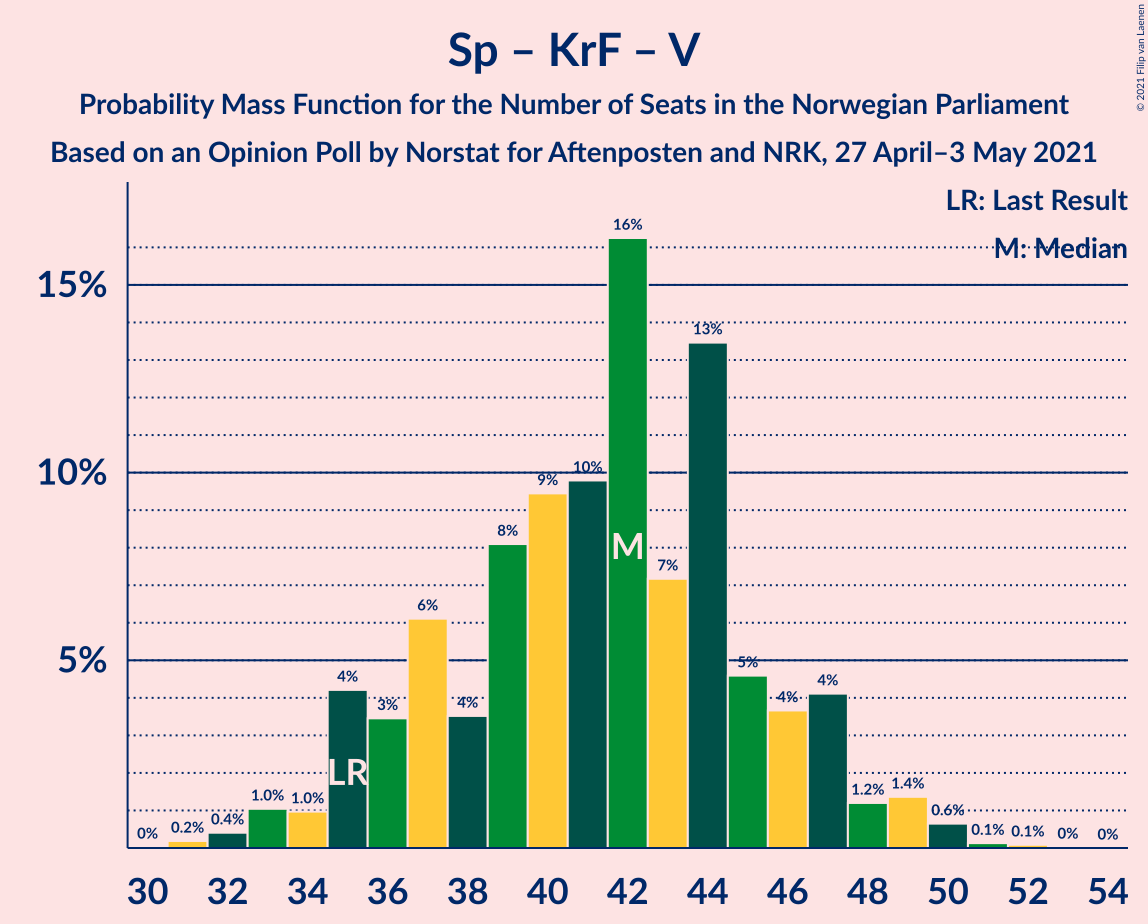 © 2021 Filip van Laenen
Sp – KrF – V
Probability Mass Function for the Number of Seats in the Norwegian Parliament
Based on an Opinion Poll by Norstat for Aftenposten and NRK, 27 April–3 May 2021
LR: Last Result
M: Median
15%
10%
5%
0% 0.2% 0.4% 1.0% 1.0% 4% 3% 6% 4% 8% 9% 10% 16% 7% 13% 5% 4% 4% 1.2% 1.4% 0.6% 0.1% 0.1% 0% 0%
LR M
30 32 34 36 38 40 42 44 46 48 50 52 54